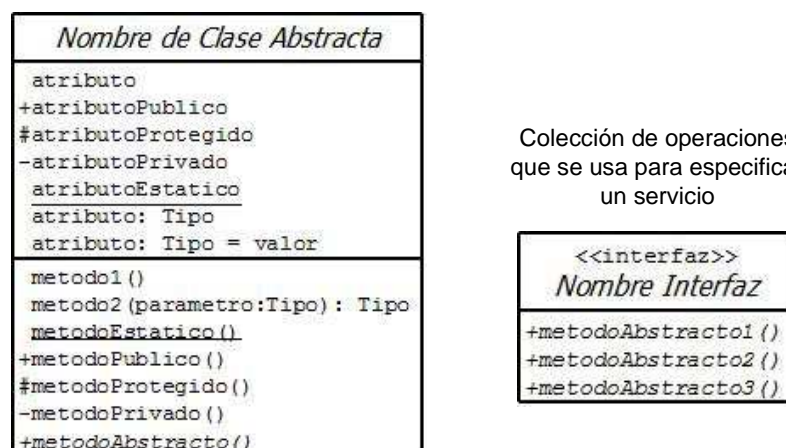 Nombre de Clase Abstracta
atributo
+atributoPublico
#atributoProtegido
-atributoPrivado
atributoEstatico
atributo: Tipo
atributo: Tipo = valor
metodo1()
metodo2(parametro:Tipo): Tipo
metodoEstatico()
+metodoPublico()
#metodoProtegido()
-metodoPrivado()
+metodoAbstracto()
Colección de operaciones
que se usa para especifica
un servicio
<<interfaz>>
Nombre Interfaz
+metodoAbstracto1()
+metodoAbstracto2()
+metodoAbstracto3()